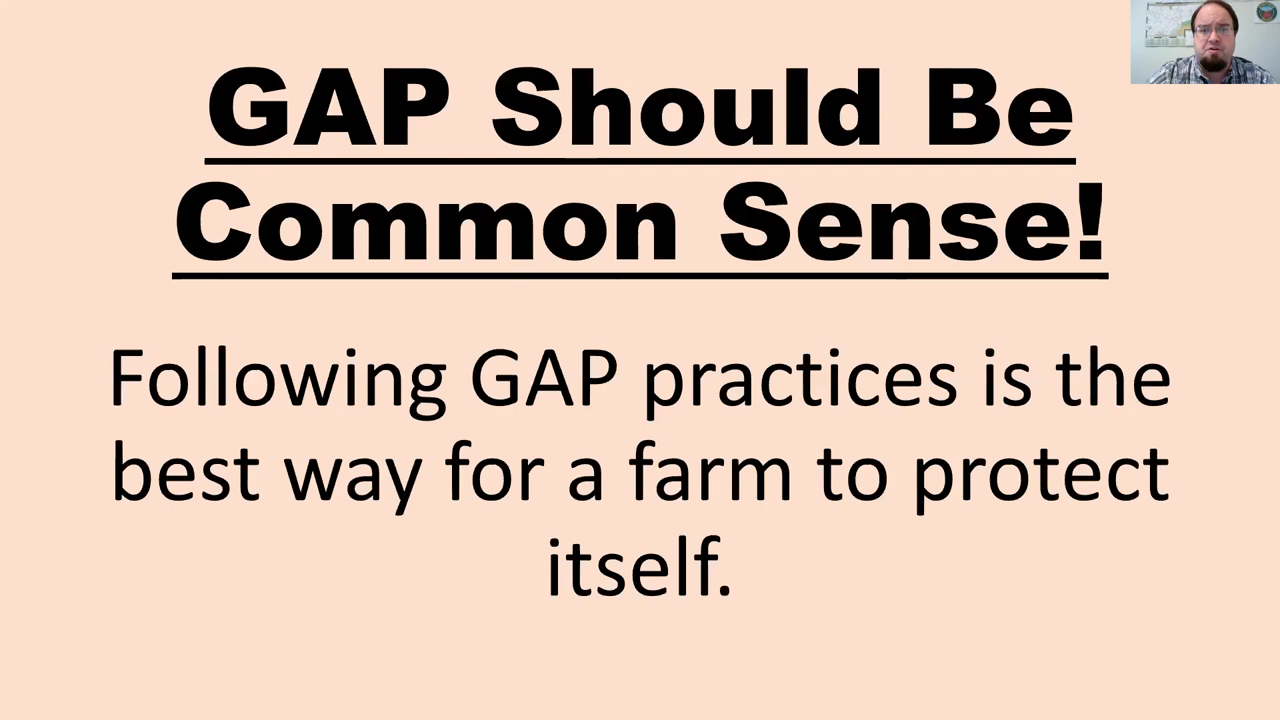 GAP Should Be
Common Sense!
Following GAP practices is the
best way for a farm to protect
itself.